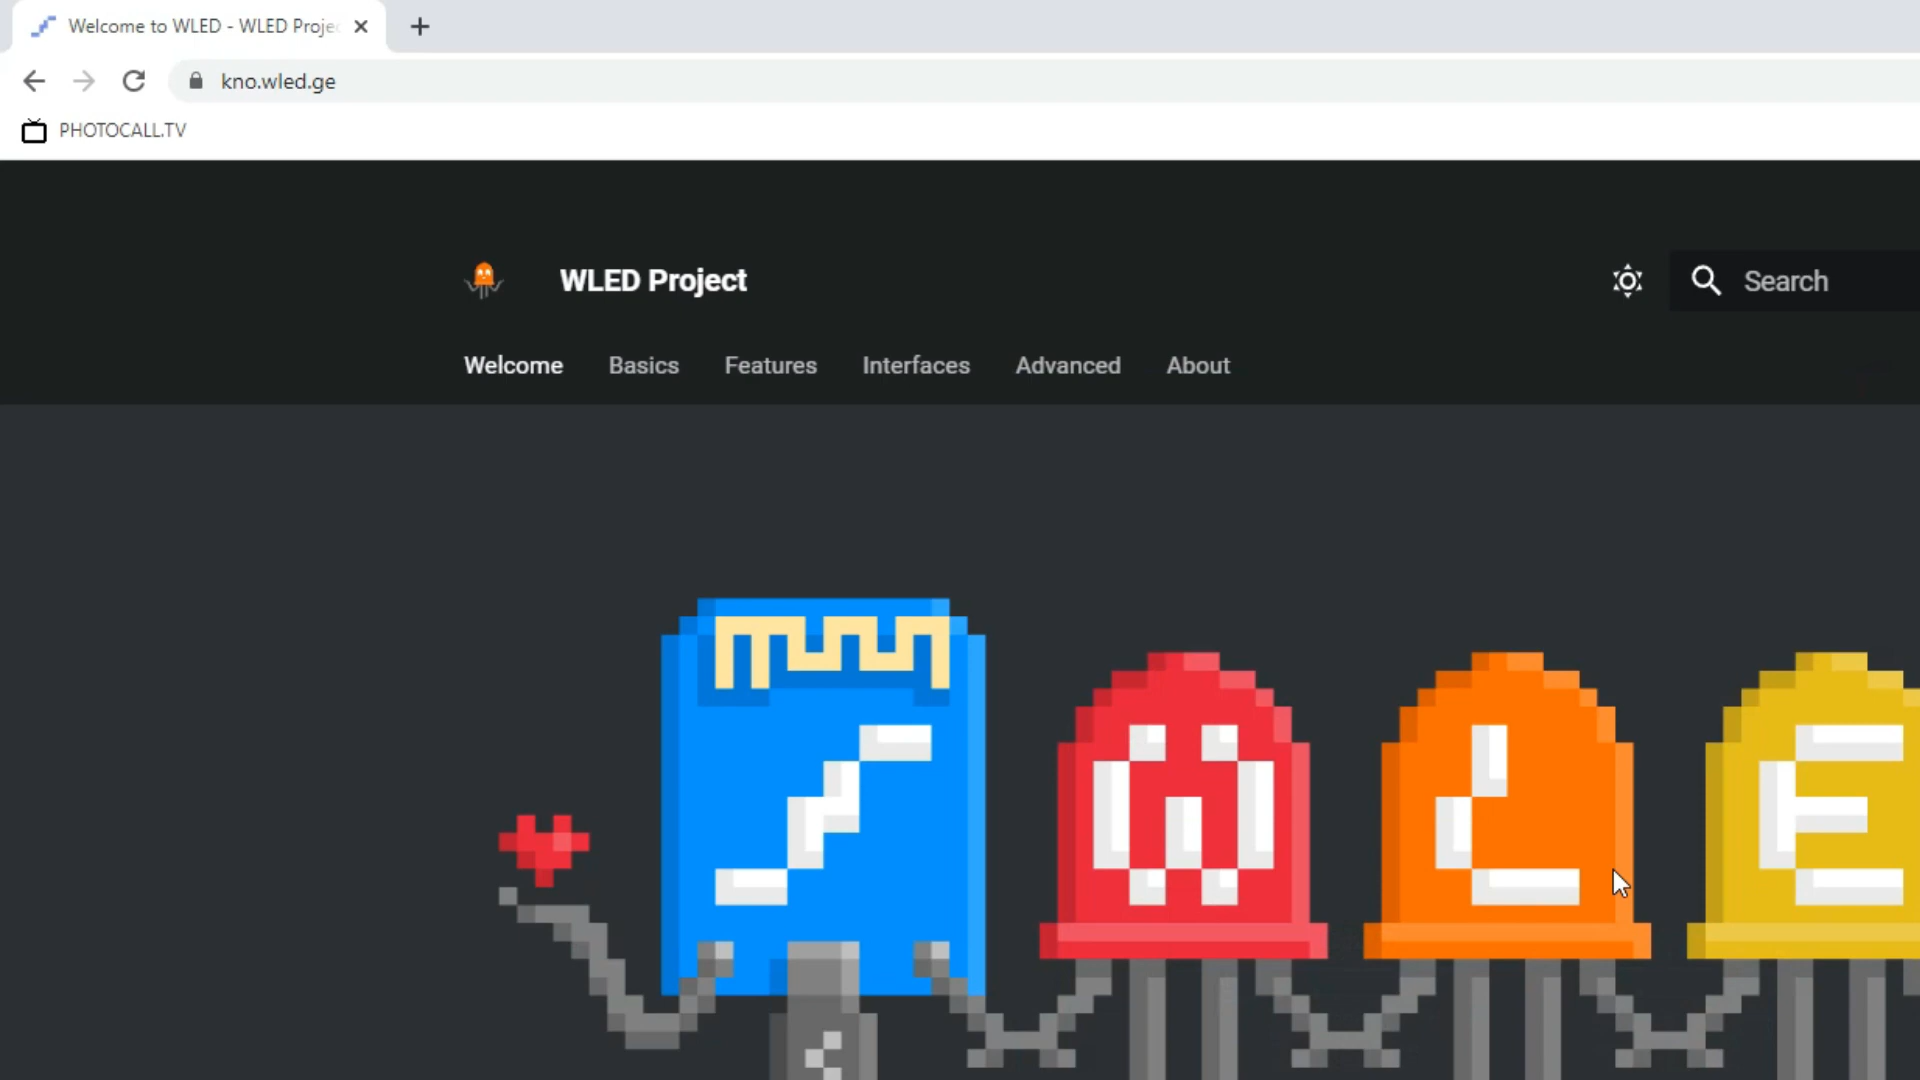 Welcome to WLED - WLED Proje
kno.wled.ge
PHOTOCALL.TV
WLED Project
Search
Welcome Basics Features Interfaces Advanced About
W L E